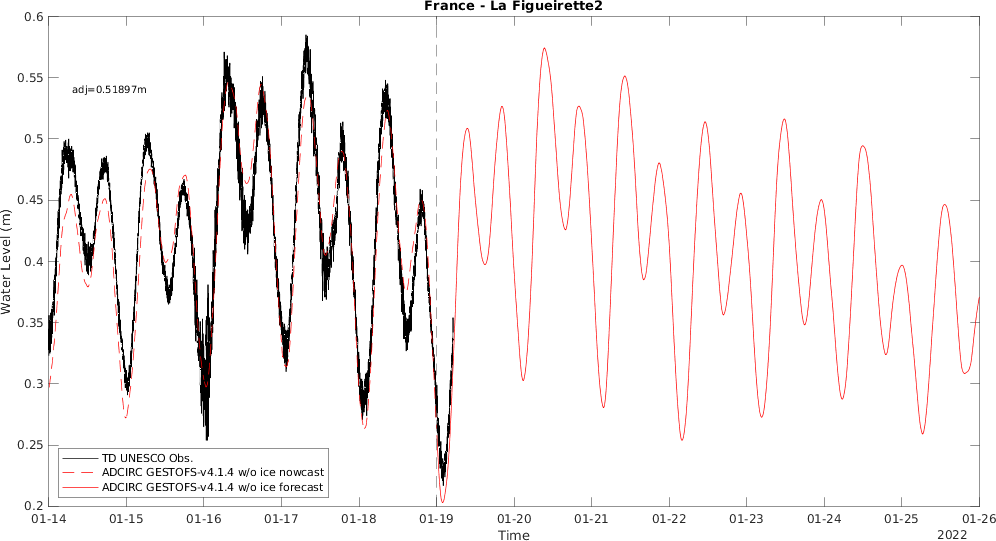 France - La Figueirette2
0.6
0.55
adj=0.51897m
0.5
0.45
Water Level (m)
0.4
0.35
0.3
0.25
TD UNESCO Obs.
ADCIRC GESTOFS-v4.1.4 w/o ice nowcast
ADCIRC GESTOFS-v4.1.4 w/o ice forecast
0.2
01-14 01-15 01-16 01-17 01-18 01-19 01-20 01-21 01-22 01-23 01-24 01-25 01-26
Time
2022